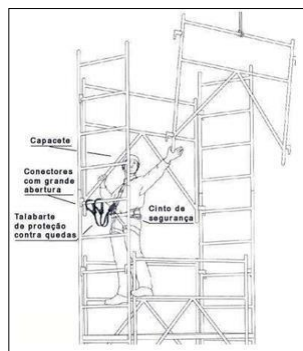 Capacete
Conectores
com grande
abertura
Talabarte
de proteção
contra quedas
Cinto de
segurança